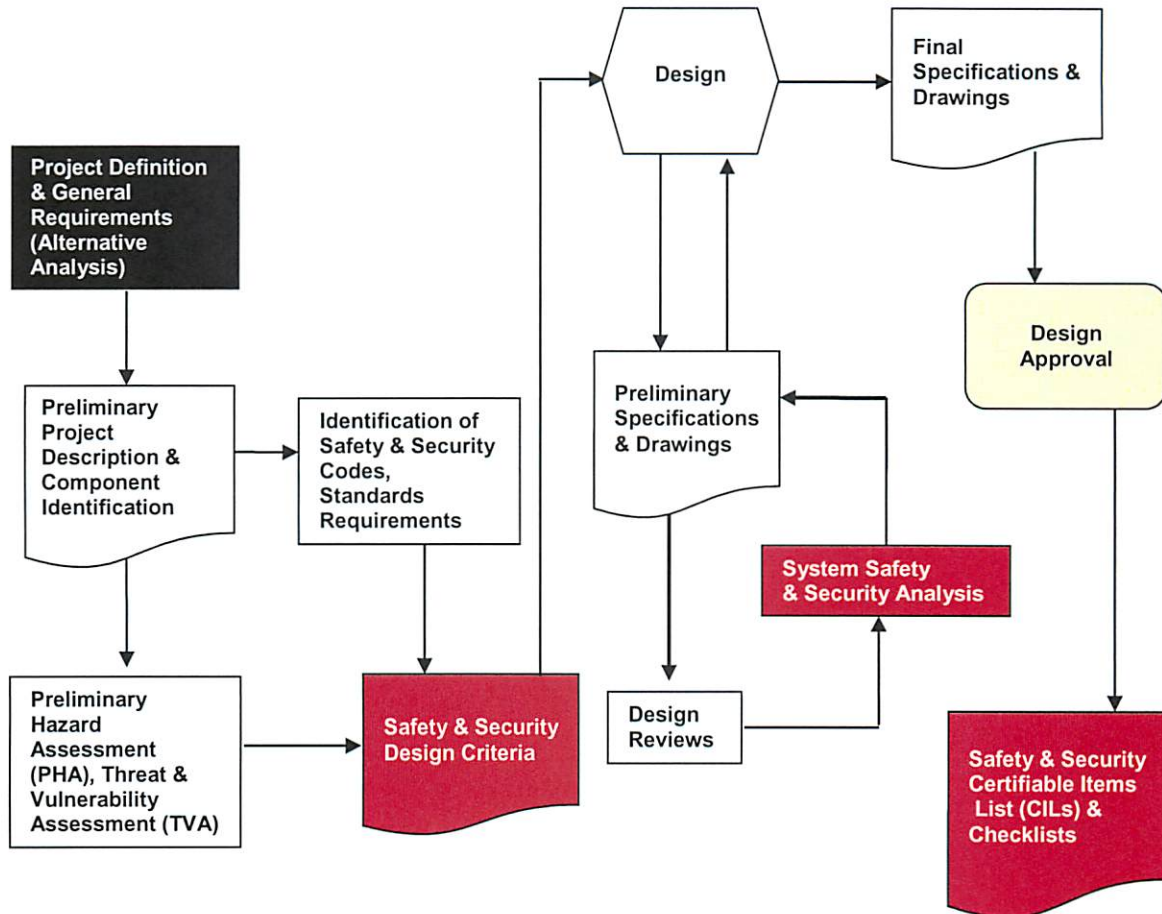 Project Definition
& General
Requirements
(Alternative
Analysis)
Preliminary
Project
Description &
Component
Identification
Identification of
Safety & Security
Codes,
Standards
Requirements
Preliminary
Hazard
Assessment
(PHA), Threat &
Vulnerability
Assessment (TVA)
Safety & Security
Design Criteria
Design
Preliminary
Specifications
& Drawings
Design
Reviews
System Safety
& Security Analysis
Final
Specifications &
Drawings
Design
Approval
Safety & Security
Certifiable Items
List (CILs) &
Checklists